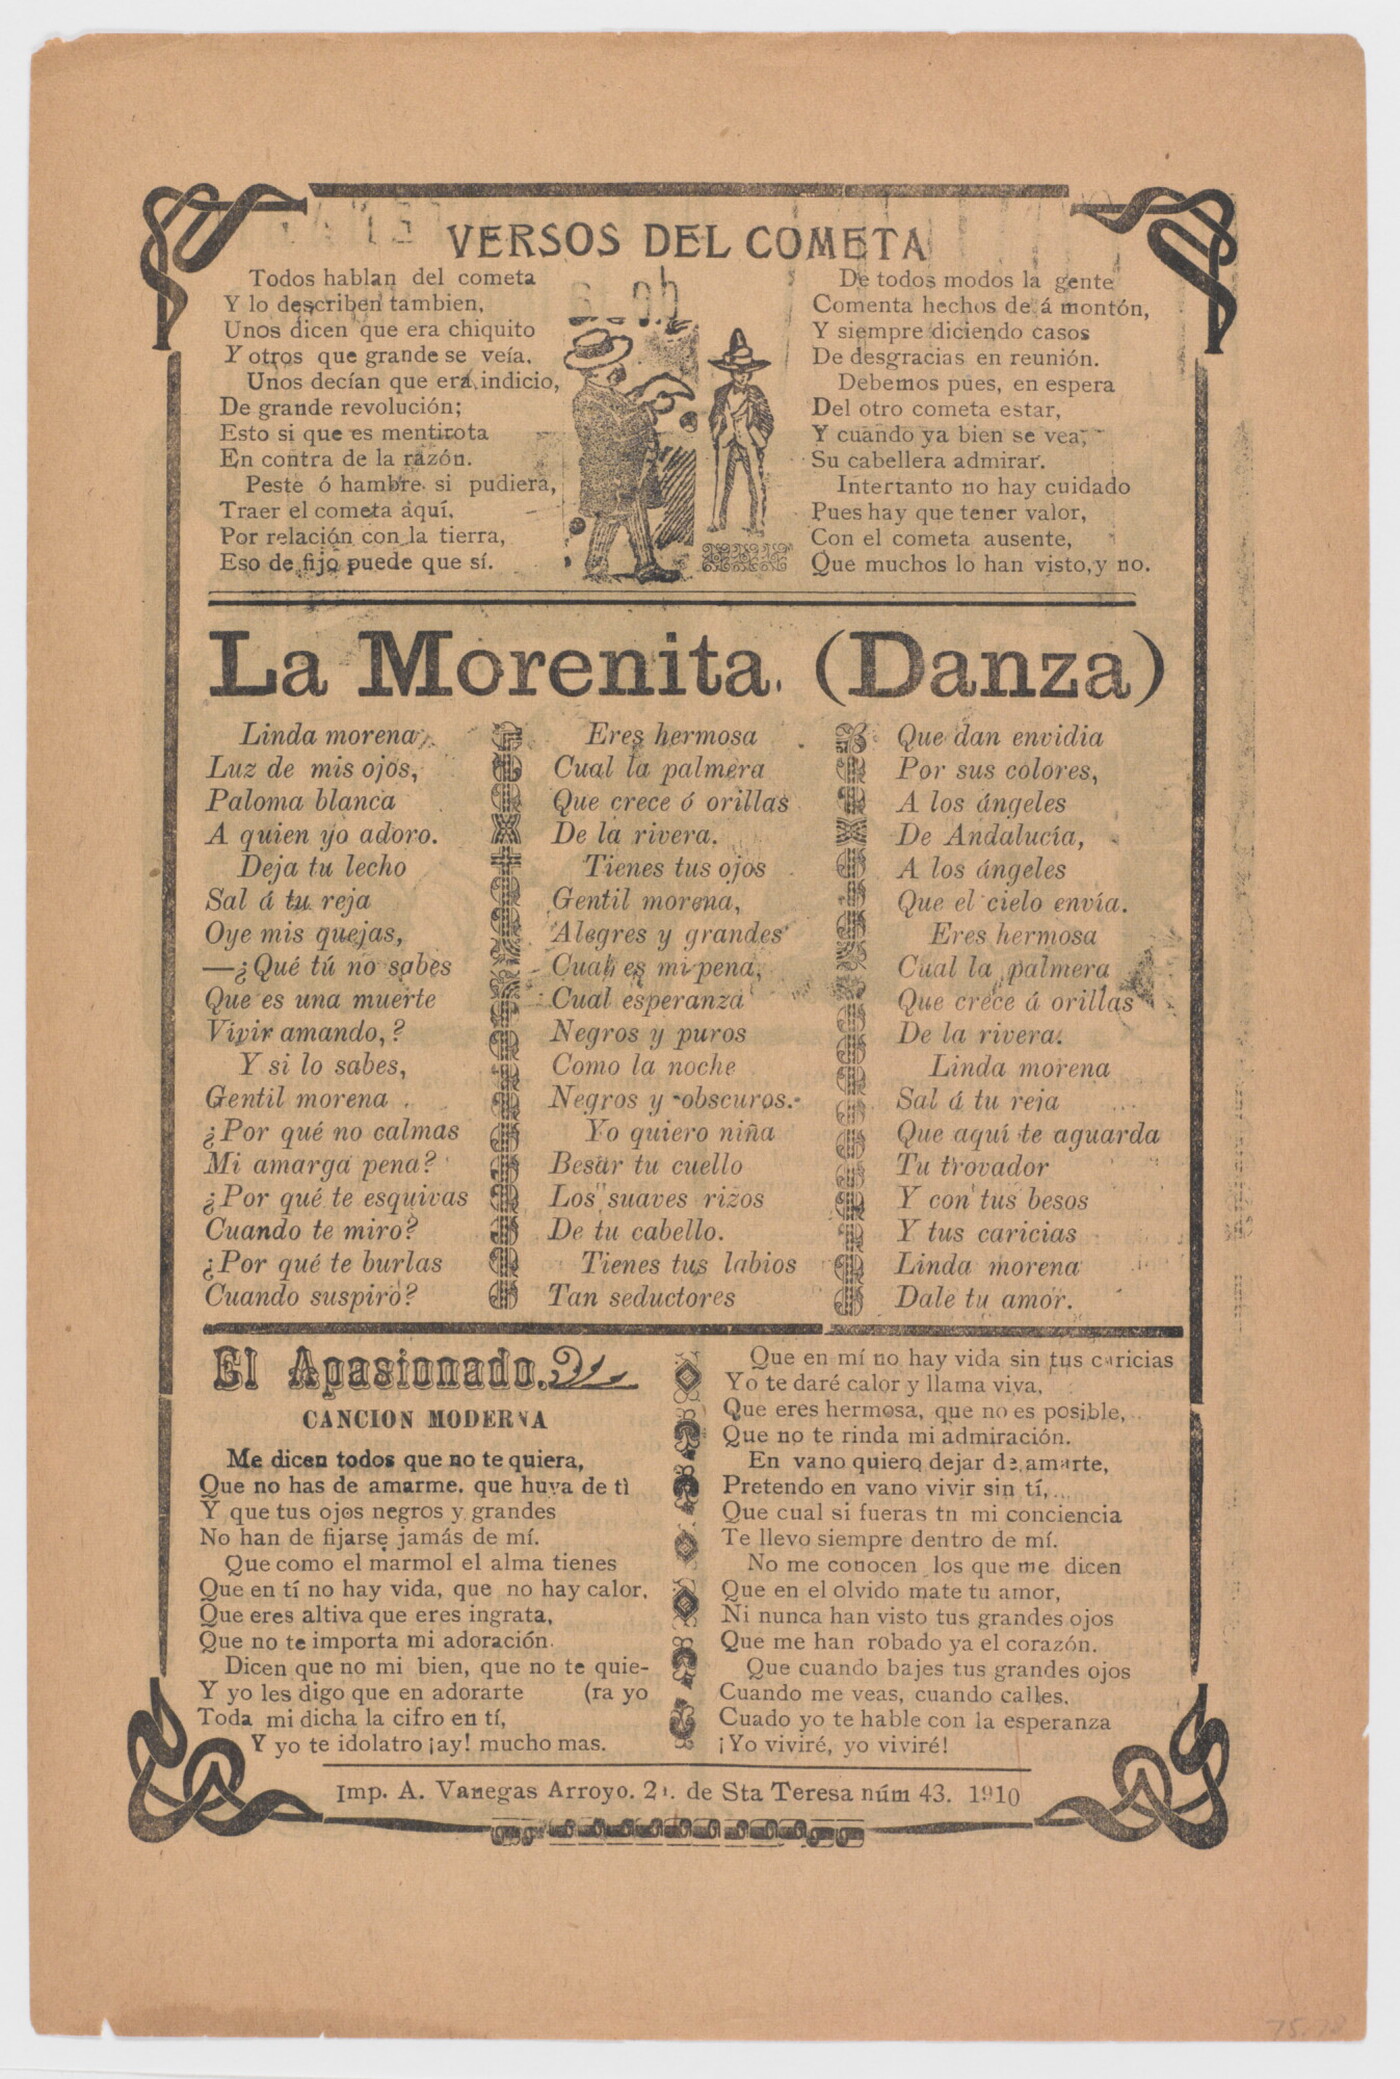 VERSOS DEL COMETA
Todos hablan del cometa
Y lo describen tambien,
Unos dicen que era chiquito
Y otros que grande se veía.
Unos decían que era indicio,
De grande revolución;
Esto si que es mentirota
En contra de la razón.
Peste ó hambre si pudiera,
Traer el cometa aquí.
Por relación con la tierra,
Eso de fijo puede que sí.
De todos modos la gente
Comenta hechos de á montón,
Y siempre diciendo casos
De desgracias en reunión.
Debemos pues, en espera
Del otro cometa estar,
Y cuando ya bien se vea,
Su cabellera admirar.
Intertanto no hay cuidado
Pues hay que tener valor,
Con el cometa ausente,
Que muchos lo han visto, y no.
La Morenita. (Danza)
Linda morena,
Luz de mis ojos,
Paloma blanca
A quien yo adoro.
Deja tu lecho
Sal á tu reja
Oye mis quejas,
—¿Qué tú no sabes
Que es una muerte
Vivir amando,?
Y si lo sabes,
Gentil morena
¿Por qué no calmas
Mi amarga pena?
¿Por qué te esquivas
Cuando te miro?
¿Por qué te burlas
Cuando suspiro?
Eres hermosa
Cual la palmera
Que crece ó orillas
De la rivera.
Tienes tus ojos
Gentil morena,
Alegres y grandes
Cual es mi pena,
Cual esperanza
Negros y puros
Como la noche
Negros y obscuros.
Yo quiero niña
Besar tu cuello
Los suaves rizos
De tu cabello.
Tienes tus labios
Tan seductores
Que dan envidia
Por sus colores,
A los ángeles
De Andalucía,
A los ángeles
Que el cielo envía.
Eres hermosa
Cual la palmera
Que crece á orillas
De la rivera.
Linda morena
Sal á tu reja
Que aquí te aguarda
Tu trovador
Y con tus besos
Y tus caricias
Linda morena
Dale tu amor.
El Apasionado.
CANCION MODERNA
Me dicen todos que no te quiera,
Que no has de amarme. que huya de tì
Y que tus ojos negros y grandes
No han de fijarse jamás de mí.
Que como el marmol el alma tienes
Que en tí no hay vida, que no hay calor,
Que eres altiva que eres ingrata,
Que no te importa mi adoración.
Dicen que no mi bien, que no te quie-
Y yo les digo que en adorarte (ra yo
Toda mi dicha la cifro en tí,
Y yo te idolatro ¡ay! mucho mas.
Que en mí no hay vida sin tus caricias
Yo te daré calor y llama viva,
Que eres hermosa, que no es posible,
Que no te rinda mi admiración.
En vano quiero dejar de amarte,
Pretendo en vano vivir sin tí,
Que cual si fueras tn mi conciencia
Te llevo siempre dentro de mí.
No me conocen los que me dicen
Que en el olvido mate tu amor,
Ni nunca han visto tus grandes ojos
Que me han robado ya el corazón.
Que cuando bajes tus grandes ojos
Cuando me veas, cuando calles.
Cuado yo te hable con la esperanza
¡Yo viviré, yo viviré!
Imp. A. Vanegas Arroyo. 2a. de Sta Teresa núm 43. 1910